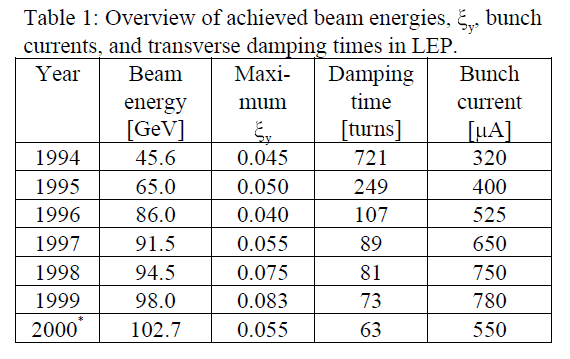 Table 1: Overview of achieved beam energies, ξy, bunch
currents, and transverse damping times in LEP.
Year Beam energy [GeV] Maxi-mum ξy Damping time [turns] Bunch current [μA]
1994 45.6 0.045 721 320
1995 65.0 0.050 249 400
1996 86.0 0.040 107 525
1997 91.5 0.055 89 650
1998 94.5 0.075 81 750
1999 98.0 0.083 73 780
2000* 102.7 0.055 63 550